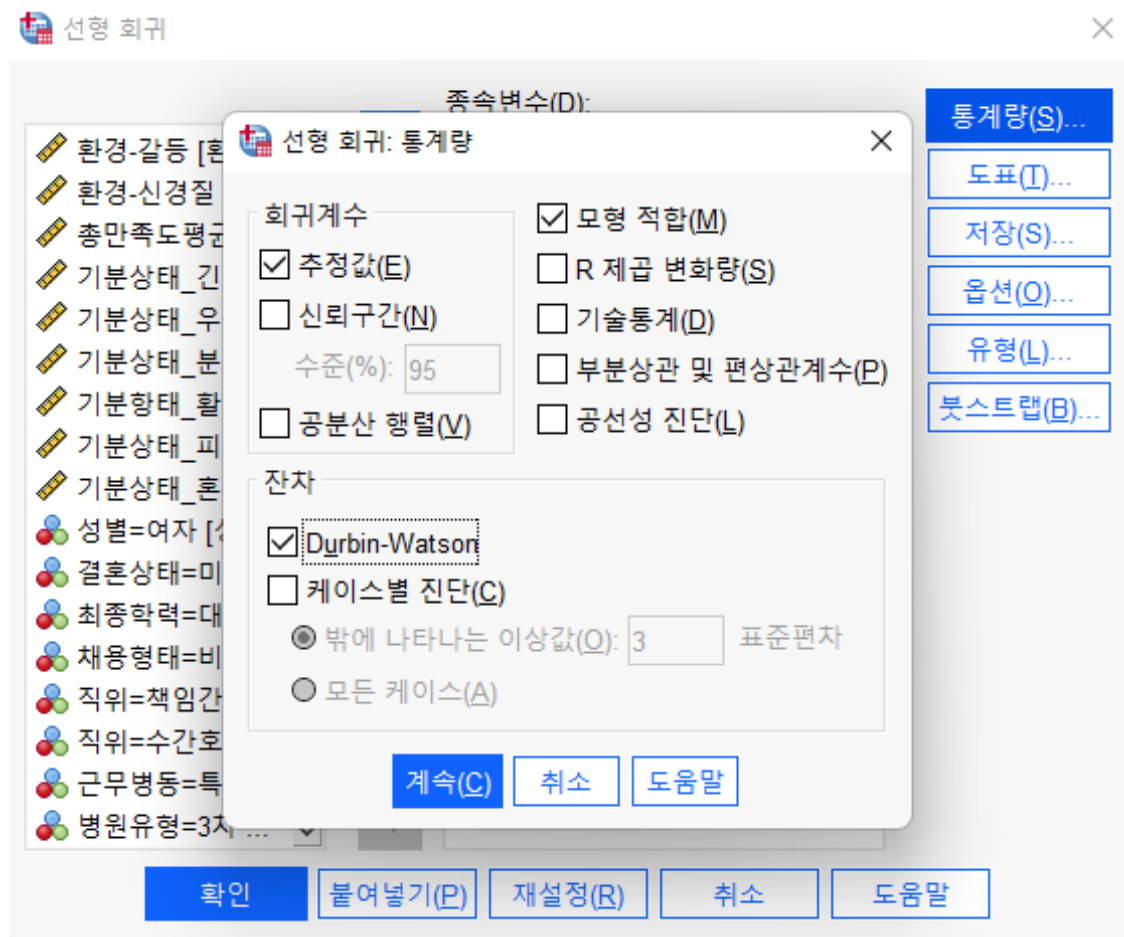 선형 회귀
종속변수(D):
환경-갈등 [환
환경-신경질
총만족도평균
기분상태_긴
기분상태_우
기분상태_분
기분항태_활
기분상태_피
기분상태_혼
성별=여자 [성
결혼상태=미
최종학력=대
채용형태=비
직위=책임간
직위=수간호
근무병동=특
병원유형=3차 ...
선형 회귀: 통계량
회귀계수
추정값(E)
신뢰구간(N)
수준(%): 95
공분산 행렬(V)
모형 적합(M)
R 제곱 변화량(S)
기술통계(D)
부분상관 및 편상관계수(P)
공선성 진단(L)
잔차
Durbin-Watson
케이스별 진단(C)
밖에 나타나는 이상값(O): 3 표준편차
모든 케이스(A)
계속(C) 취소 도움말
통계량(S)...
도표(T)...
저장(S)...
옵션(O)...
유형(L)...
붓스트랩(B)...
확인 붙여넣기(P) 재설정(R) 취소 도움말